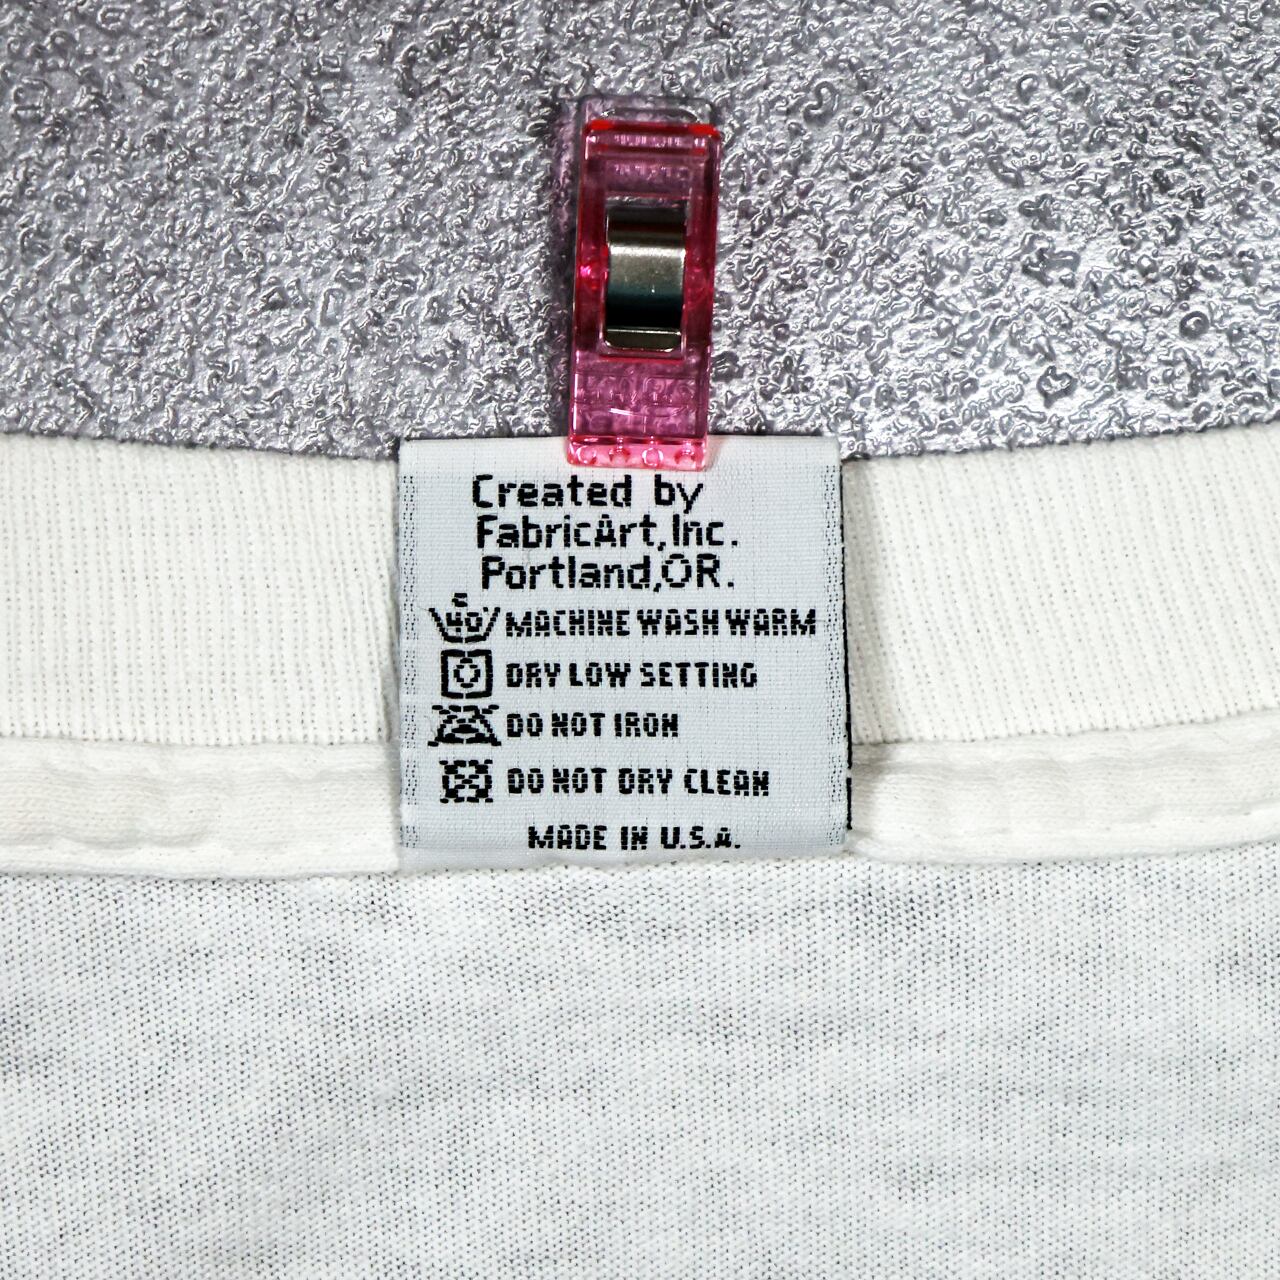 Created by
FabricArt,Inc.
Portland,OR.
40 MACHINE WASH WARM
DRY LOW SETTING
DO NOT IRON
DO NOT DRY CLEAN
MADE IN U.S.A.